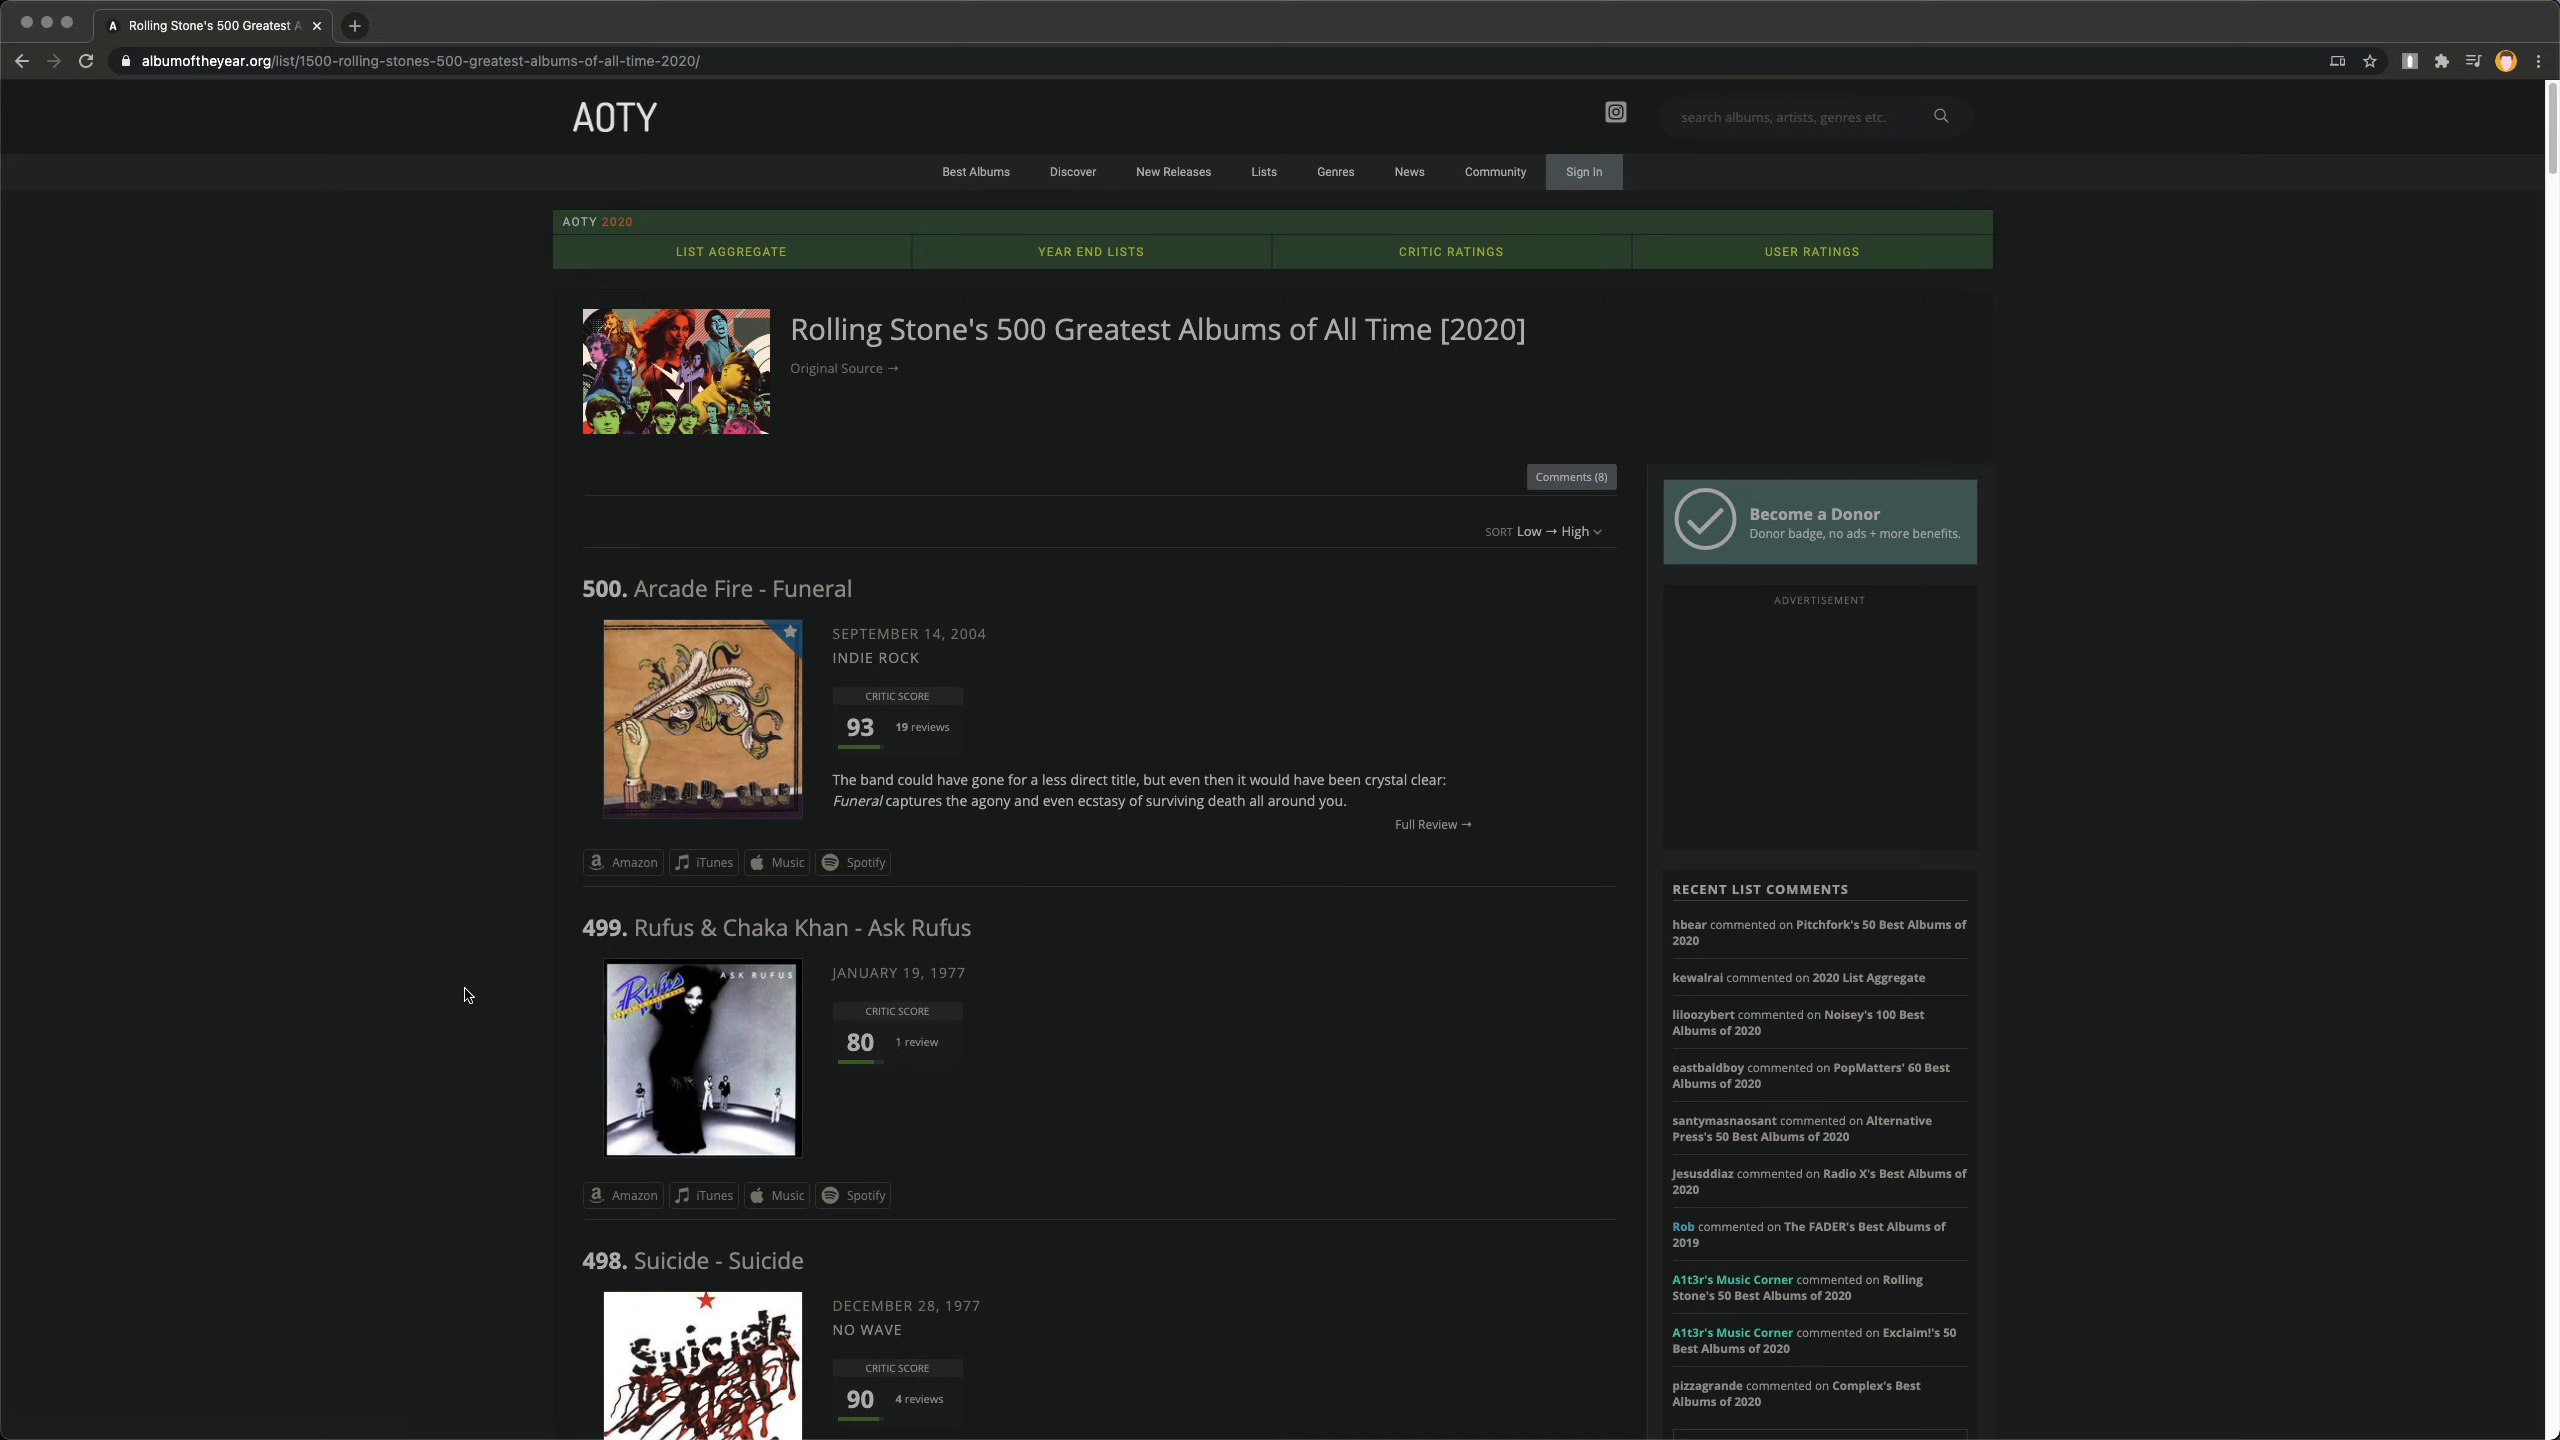 Rolling Stone's 500 Greatest A
albumoftheyear.org/list/1500-rolling-stones-500-greatest-albums-of-all-time-2020/
AOTY
search albums, artists, genres etc.
Best Albums Discover New Releases Lists Genres News Community Sign In
AOTY 2020
LIST AGGREGATE YEAR END LISTS CRITIC RATINGS USER RATINGS
Rolling Stone's 500 Greatest Albums of All Time [2020]
Original Source →
Comments (8)
SORT Low → High
500. Arcade Fire - Funeral
SEPTEMBER 14, 2004
INDIE ROCK
CRITIC SCORE
93 19 reviews
The band could have gone for a less direct title, but even then it would have been crystal clear:
Funeral captures the agony and even ecstasy of surviving death all around you.
Full Review →
Amazon iTunes Music Spotify
499. Rufus & Chaka Khan - Ask Rufus
Rufus
ASK RUFUS
JANUARY 19, 1977
CRITIC SCORE
80 1 review
Amazon iTunes Music Spotify
498. Suicide - Suicide
Suicide
DECEMBER 28, 1977
NO WAVE
CRITIC SCORE
90 4 reviews
Become a Donor
Donor badge, no ads + more benefits.
ADVERTISEMENT
RECENT LIST COMMENTS
hbear commented on Pitchfork's 50 Best Albums of
2020
kewalrai commented on 2020 List Aggregate
liloozybert commented on Noisey's 100 Best
Albums of 2020
eastbaldboy commented on PopMatters' 60 Best
Albums of 2020
santymasnaosant commented on Alternative
Press's 50 Best Albums of 2020
Jesusddiaz commented on Radio X's Best Albums of
2020
Rob commented on The FADER's Best Albums of
2019
A1t3r's Music Corner commented on Rolling
Stone's 50 Best Albums of 2020
A1t3r's Music Corner commented on Exclaim!'s 50
Best Albums of 2020
pizzagrande commented on Complex's Best
Albums of 2020